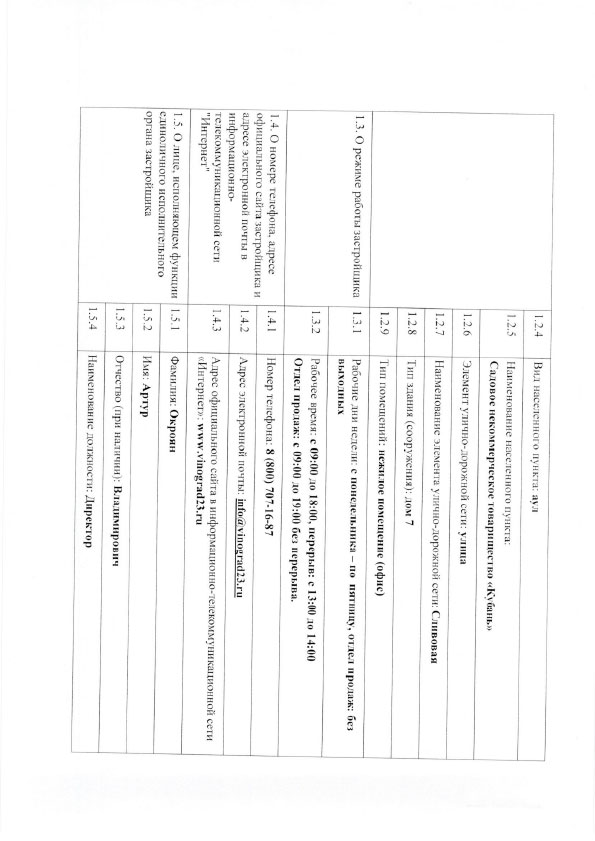 1.2.4 Вид населенного пункта: аул
1.2.5 Наименование населенного пункта:
Садовое некоммерческое товарищество «Кубань»
1.2.6 Элемент улично-дорожной сети: улица
1.2.7 Наименование элемента улично-дорожной сети: Сливовая
1.2.8 Тип здания (сооружения): дом 7
1.2.9 Тип помещений: нежилое помещение (офис)
1.3. О режиме работы застройщика
1.3.1 Рабочие дни недели: с понедельника – по пятницу, отдел продаж: без
выходных
1.3.2 Рабочее время: с 09:00 до 18:00, перерыв: с 13:00 до 14:00
Отдел продаж: с 09:00 до 19:00 без перерыва.
1.4. О номере телефона, адресе
официального сайта застройщика и
адресе электронной почты в
информационно-
телекоммуникационной сети
"Интернет"
1.4.1 Номер телефона: 8 (800) 707-16-87
1.4.2 Адрес электронной почты: info@vinograd23.ru
1.4.3 Адрес официального сайта в информационно-телекоммуникационной сети
«Интернет»: www.vinograd23.ru
1.5. О лице, исполняющем функции
единоличного исполнительного
органа застройщика
1.5.1 Фамилия: Окроян
1.5.2 Имя: Артур
1.5.3 Отчество (при наличии): Владимирович
1.5.4 Наименование должности: Директор